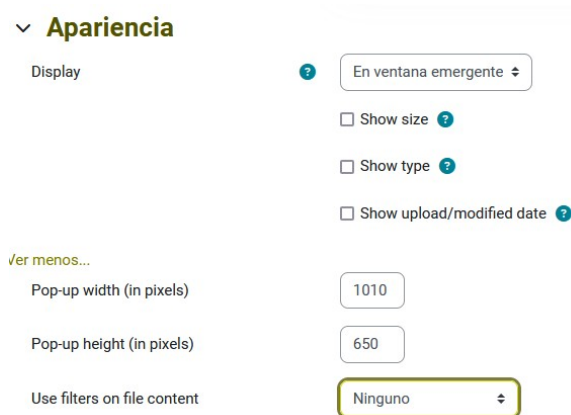 Apariencia
Display
En ventana emergente
Show size
Show type
Show upload/modified date
Ver menos...
Pop-up width (in pixels)
1010
Pop-up height (in pixels)
650
Use filters on file content
Ninguno